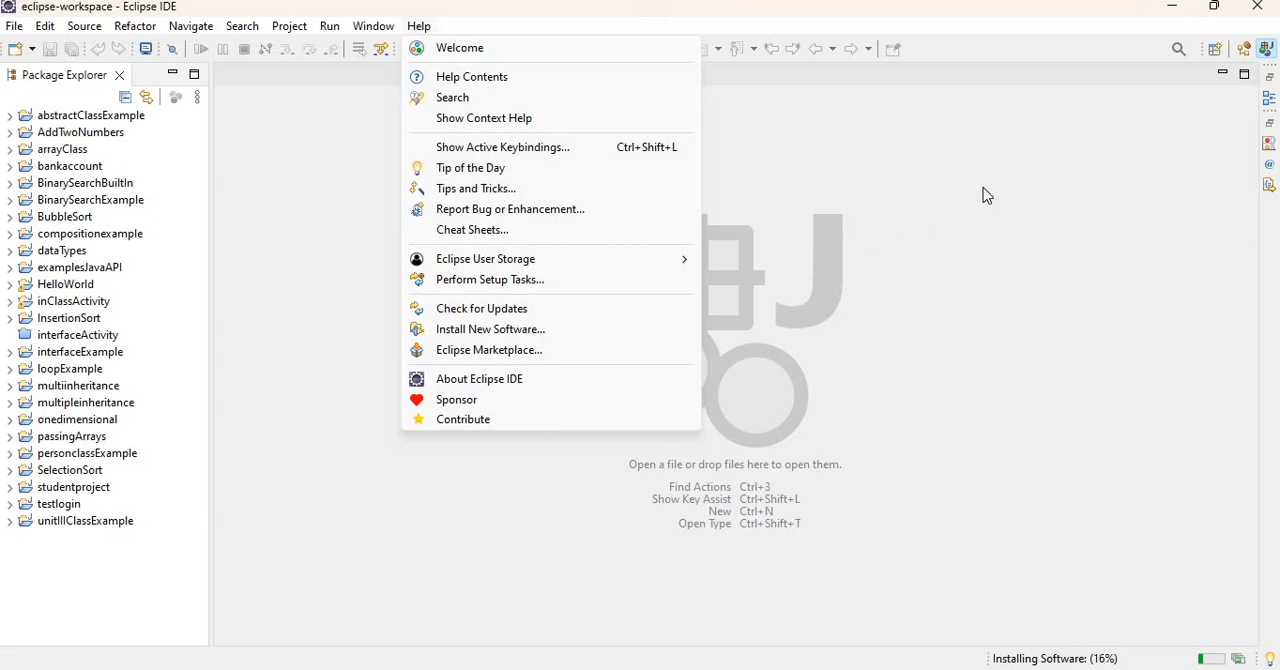 eclipse-workspace - Eclipse IDE
File Edit Source Refactor Navigate Search Project Run Window Help
Package Explorer
abstractClassExample
AddTwoNumbers
arrayClass
bankaccount
BinarySearchBuiltIn
BinarySearchExample
BubbleSort
compositionexample
dataTypes
examplesJavaAPI
HelloWorld
inClassActivity
InsertionSort
interfaceActivity
interfaceExample
loopExample
multiinheritance
multipleinheritance
onedimensional
passingArrays
personclassExample
SelectionSort
studentproject
testlogin
unitIIIClassExample
Welcome
Help Contents
Search
Show Context Help
Show Active Keybindings... Ctrl+Shift+L
Tip of the Day
Tips and Tricks...
Report Bug or Enhancement...
Cheat Sheets...
Eclipse User Storage
Perform Setup Tasks...
Check for Updates
Install New Software...
Eclipse Marketplace...
About Eclipse IDE
Sponsor
Contribute
Open a file or drop files here to open them.
Find Actions Ctrl+3
Show Key Assist Ctrl+Shift+L
New Ctrl+N
Open Type Ctrl+Shift+T
Installing Software: (16%)